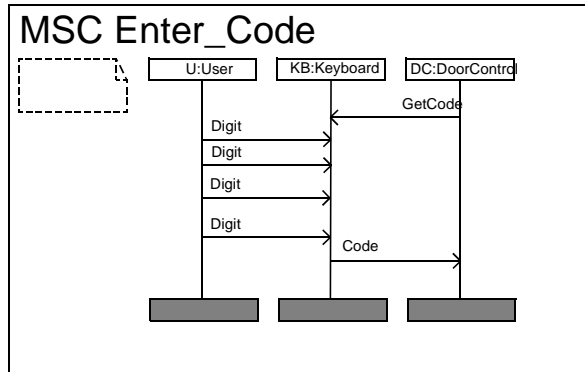 MSC Enter_Code
U:User
KB:Keyboard
DC:DoorControl
GetCode
Digit
Digit
Digit
Digit
Code